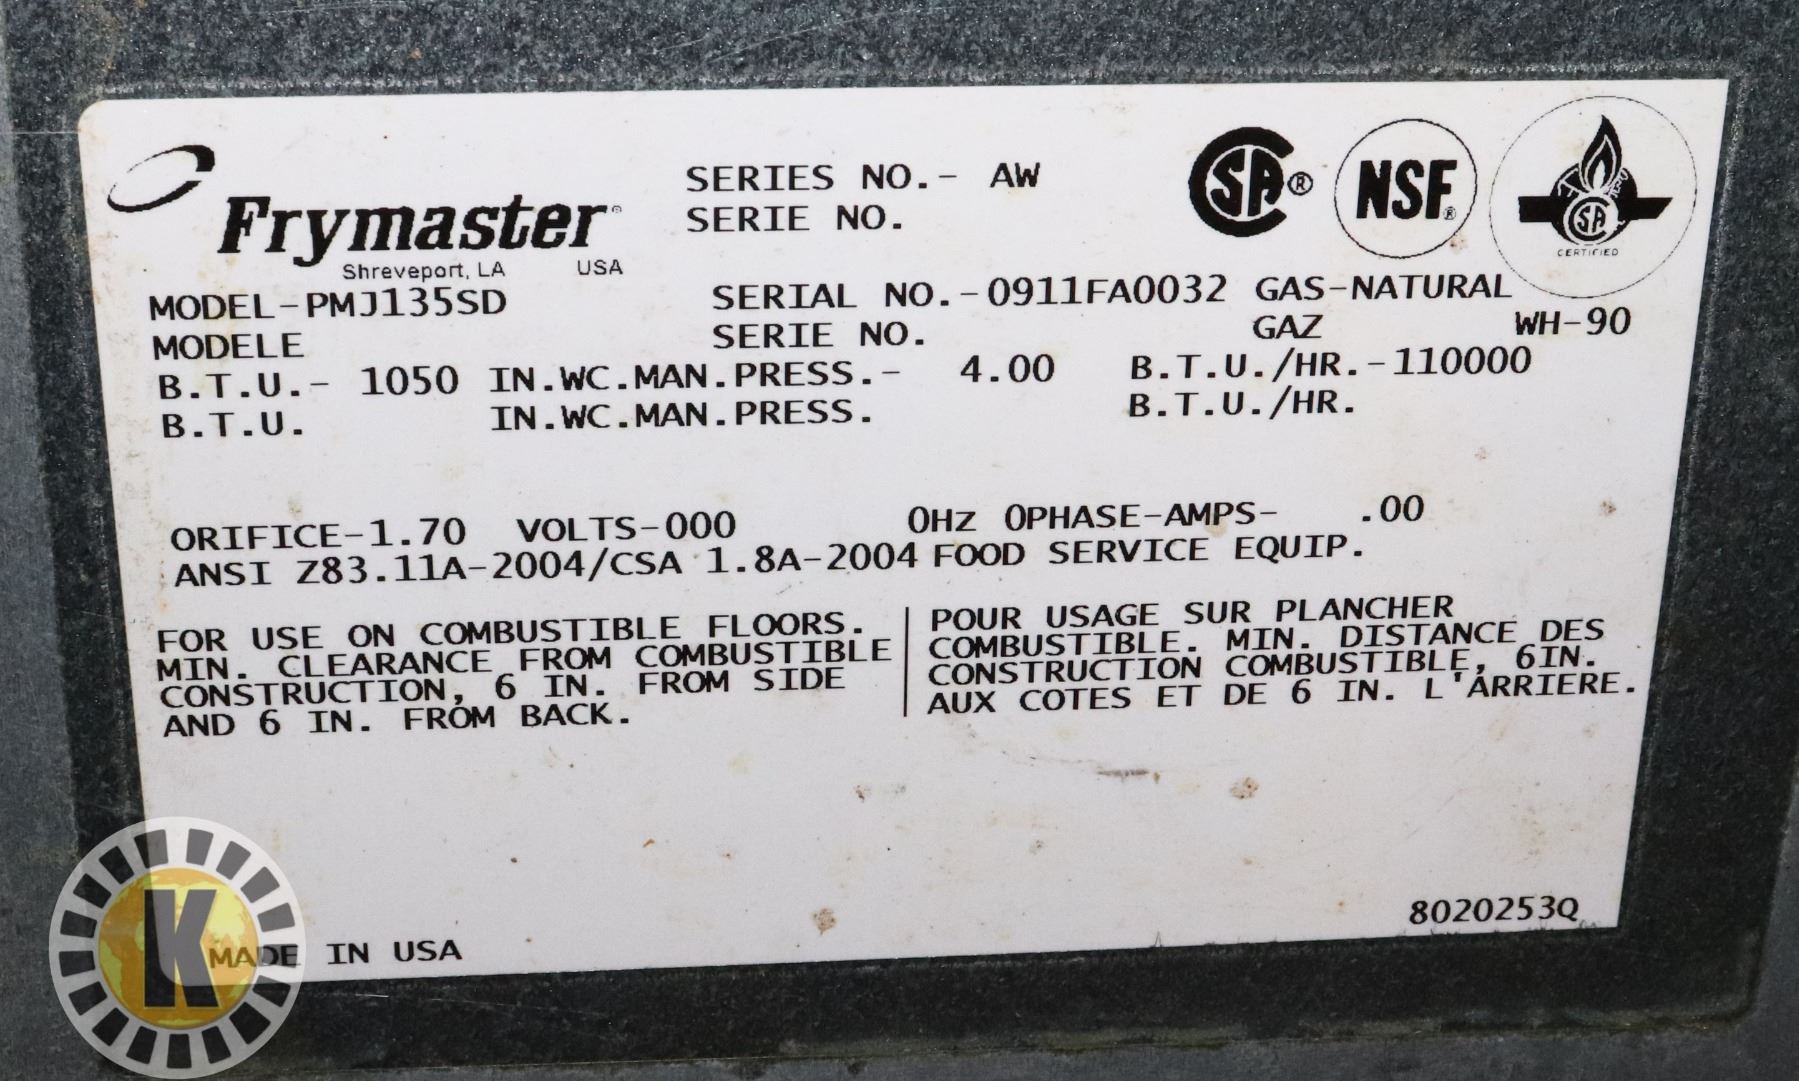 Frymaster®
Shreveport, LA USA
SERIES NO.- AW
SERIE NO.
CSA®
NSF®
CSA
CERTIFIED
MODEL-PMJ135SD SERIAL NO.-0911FA0032 GAS-NATURAL
MODELE SERIE NO. GAZ WH-90
B.T.U.- 1050 IN.WC.MAN.PRESS.- 4.00 B.T.U./HR.-110000
B.T.U. IN.WC.MAN.PRESS. B.T.U./HR.
ORIFICE-1.70 VOLTS-000 0HZ 0PHASE-AMPS- .00
ANSI Z83.11A-2004/CSA 1.8A-2004 FOOD SERVICE EQUIP.
FOR USE ON COMBUSTIBLE FLOORS.
MIN. CLEARANCE FROM COMBUSTIBLE
CONSTRUCTION, 6 IN. FROM SIDE
AND 6 IN. FROM BACK.
POUR USAGE SUR PLANCHER
COMBUSTIBLE. MIN. DISTANCE DES
CONSTRUCTION COMBUSTIBLE, 6IN.
AUX COTES ET DE 6 IN. L'ARRIERE.
8020253Q
MADE IN USA
K